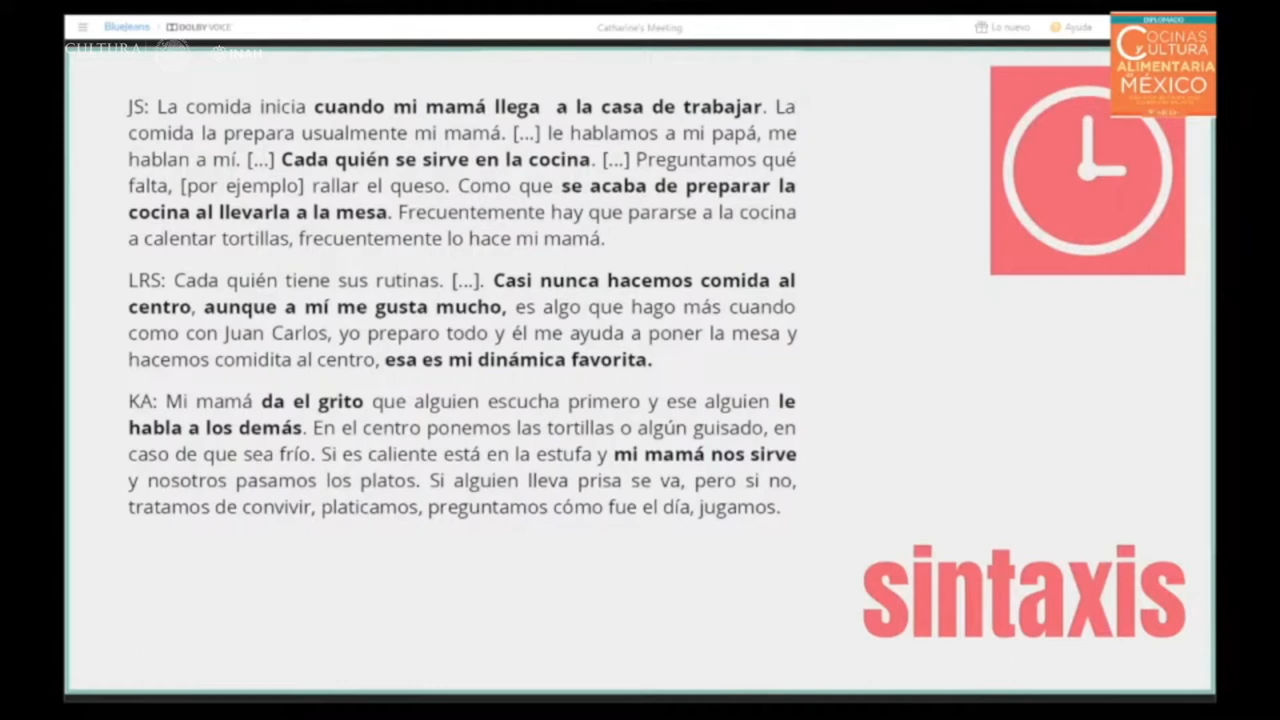 BlueJeans
DOLBY VOICE
Catharine's Meeting
Lo nuevo
Ayuda
CULTURA
INAH
DIPLOMADO
COCINAS
y CULTURA
ALIMENTARIA
MÉXICO
JS: La comida inicia cuando mi mamá llega a la casa de trabajar. La
comida la prepara usualmente mi mamá. [...] le hablamos a mi papá, me
hablan a mí. [...] Cada quién se sirve en la cocina. [...] Preguntamos qué
falta, [por ejemplo] rallar el queso. Como que se acaba de preparar la
cocina al llevarla a la mesa. Frecuentemente hay que pararse a la cocina
a calentar tortillas, frecuentemente lo hace mi mamá.
LRS: Cada quién tiene sus rutinas. [...]. Casi nunca hacemos comida al
centro, aunque a mí me gusta mucho, es algo que hago más cuando
como con Juan Carlos, yo preparo todo y él me ayuda a poner la mesa y
hacemos comidita al centro, esa es mi dinámica favorita.
KA: Mi mamá da el grito que alguien escucha primero y ese alguien le
habla a los demás. En el centro ponemos las tortillas o algún guisado, en
caso de que sea frío. Si es caliente está en la estufa y mi mamá nos sirve
y nosotros pasamos los platos. Si alguien lleva prisa se va, pero si no,
tratamos de convivir, platicamos, preguntamos cómo fue el día, jugamos.
sintaxis